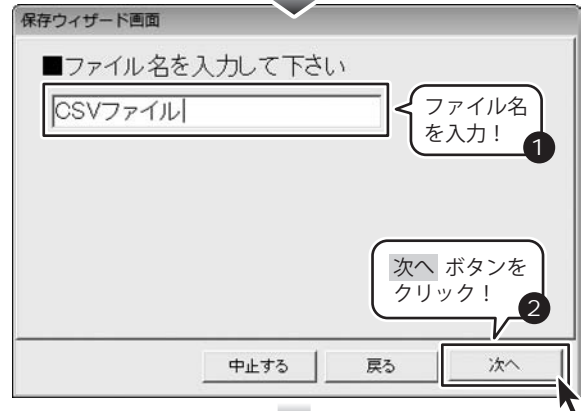 保存ウィザード画面
■ファイル名を入力して下さい
CSVファイル
ファイル名
を入力！
1
次へ ボタンを
クリック！
2
中止する
戻る
次へ